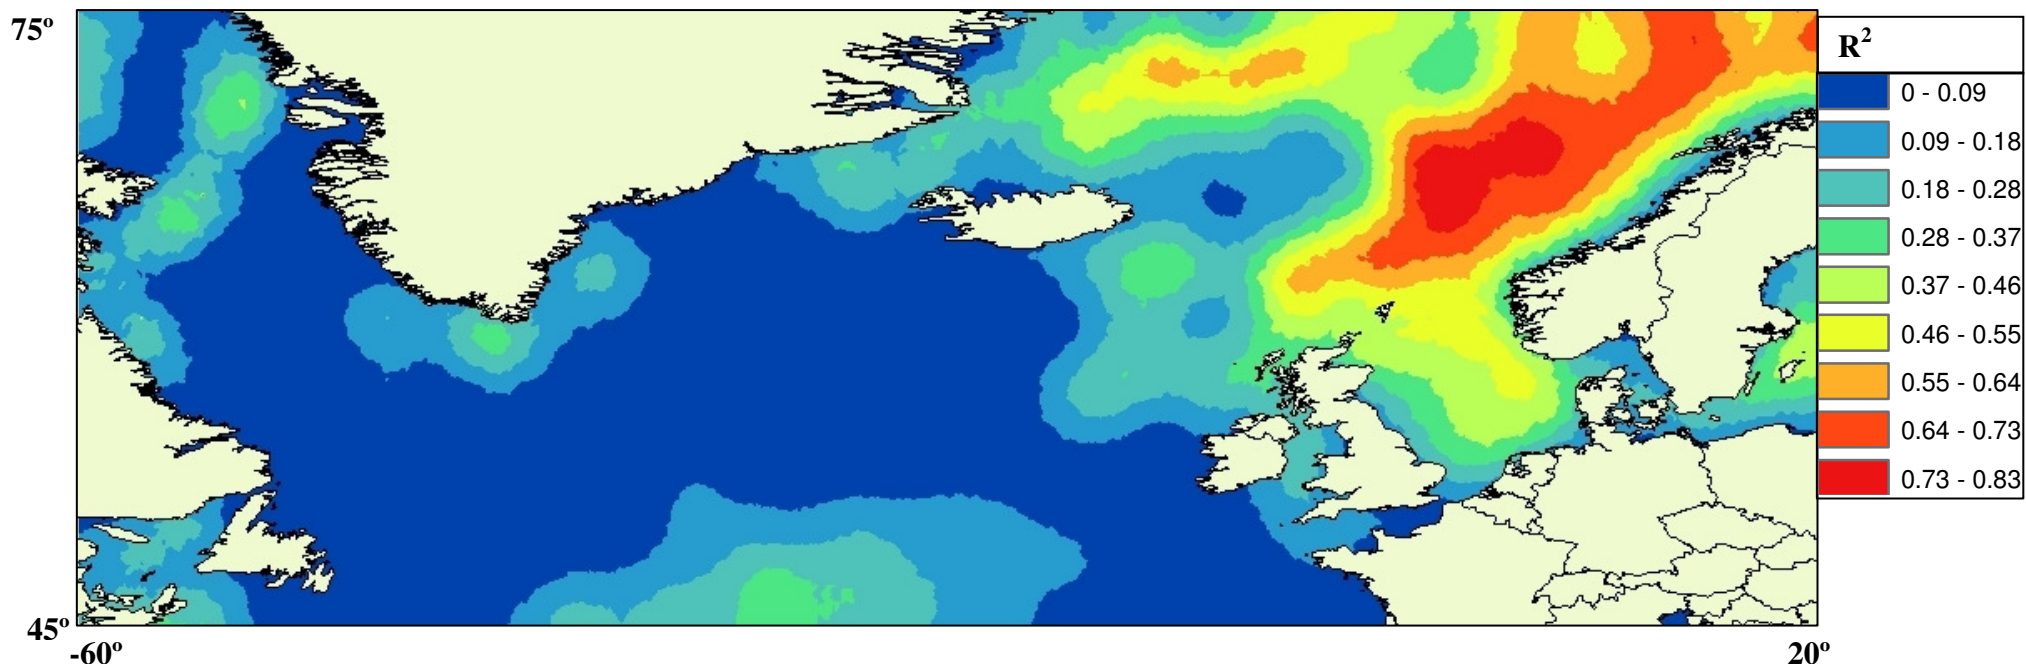 75º
R²
0 - 0.09
0.09 - 0.18
0.18 - 0.28
0.28 - 0.37
0.37 - 0.46
0.46 - 0.55
0.55 - 0.64
0.64 - 0.73
0.73 - 0.83
45º
-60º 20º